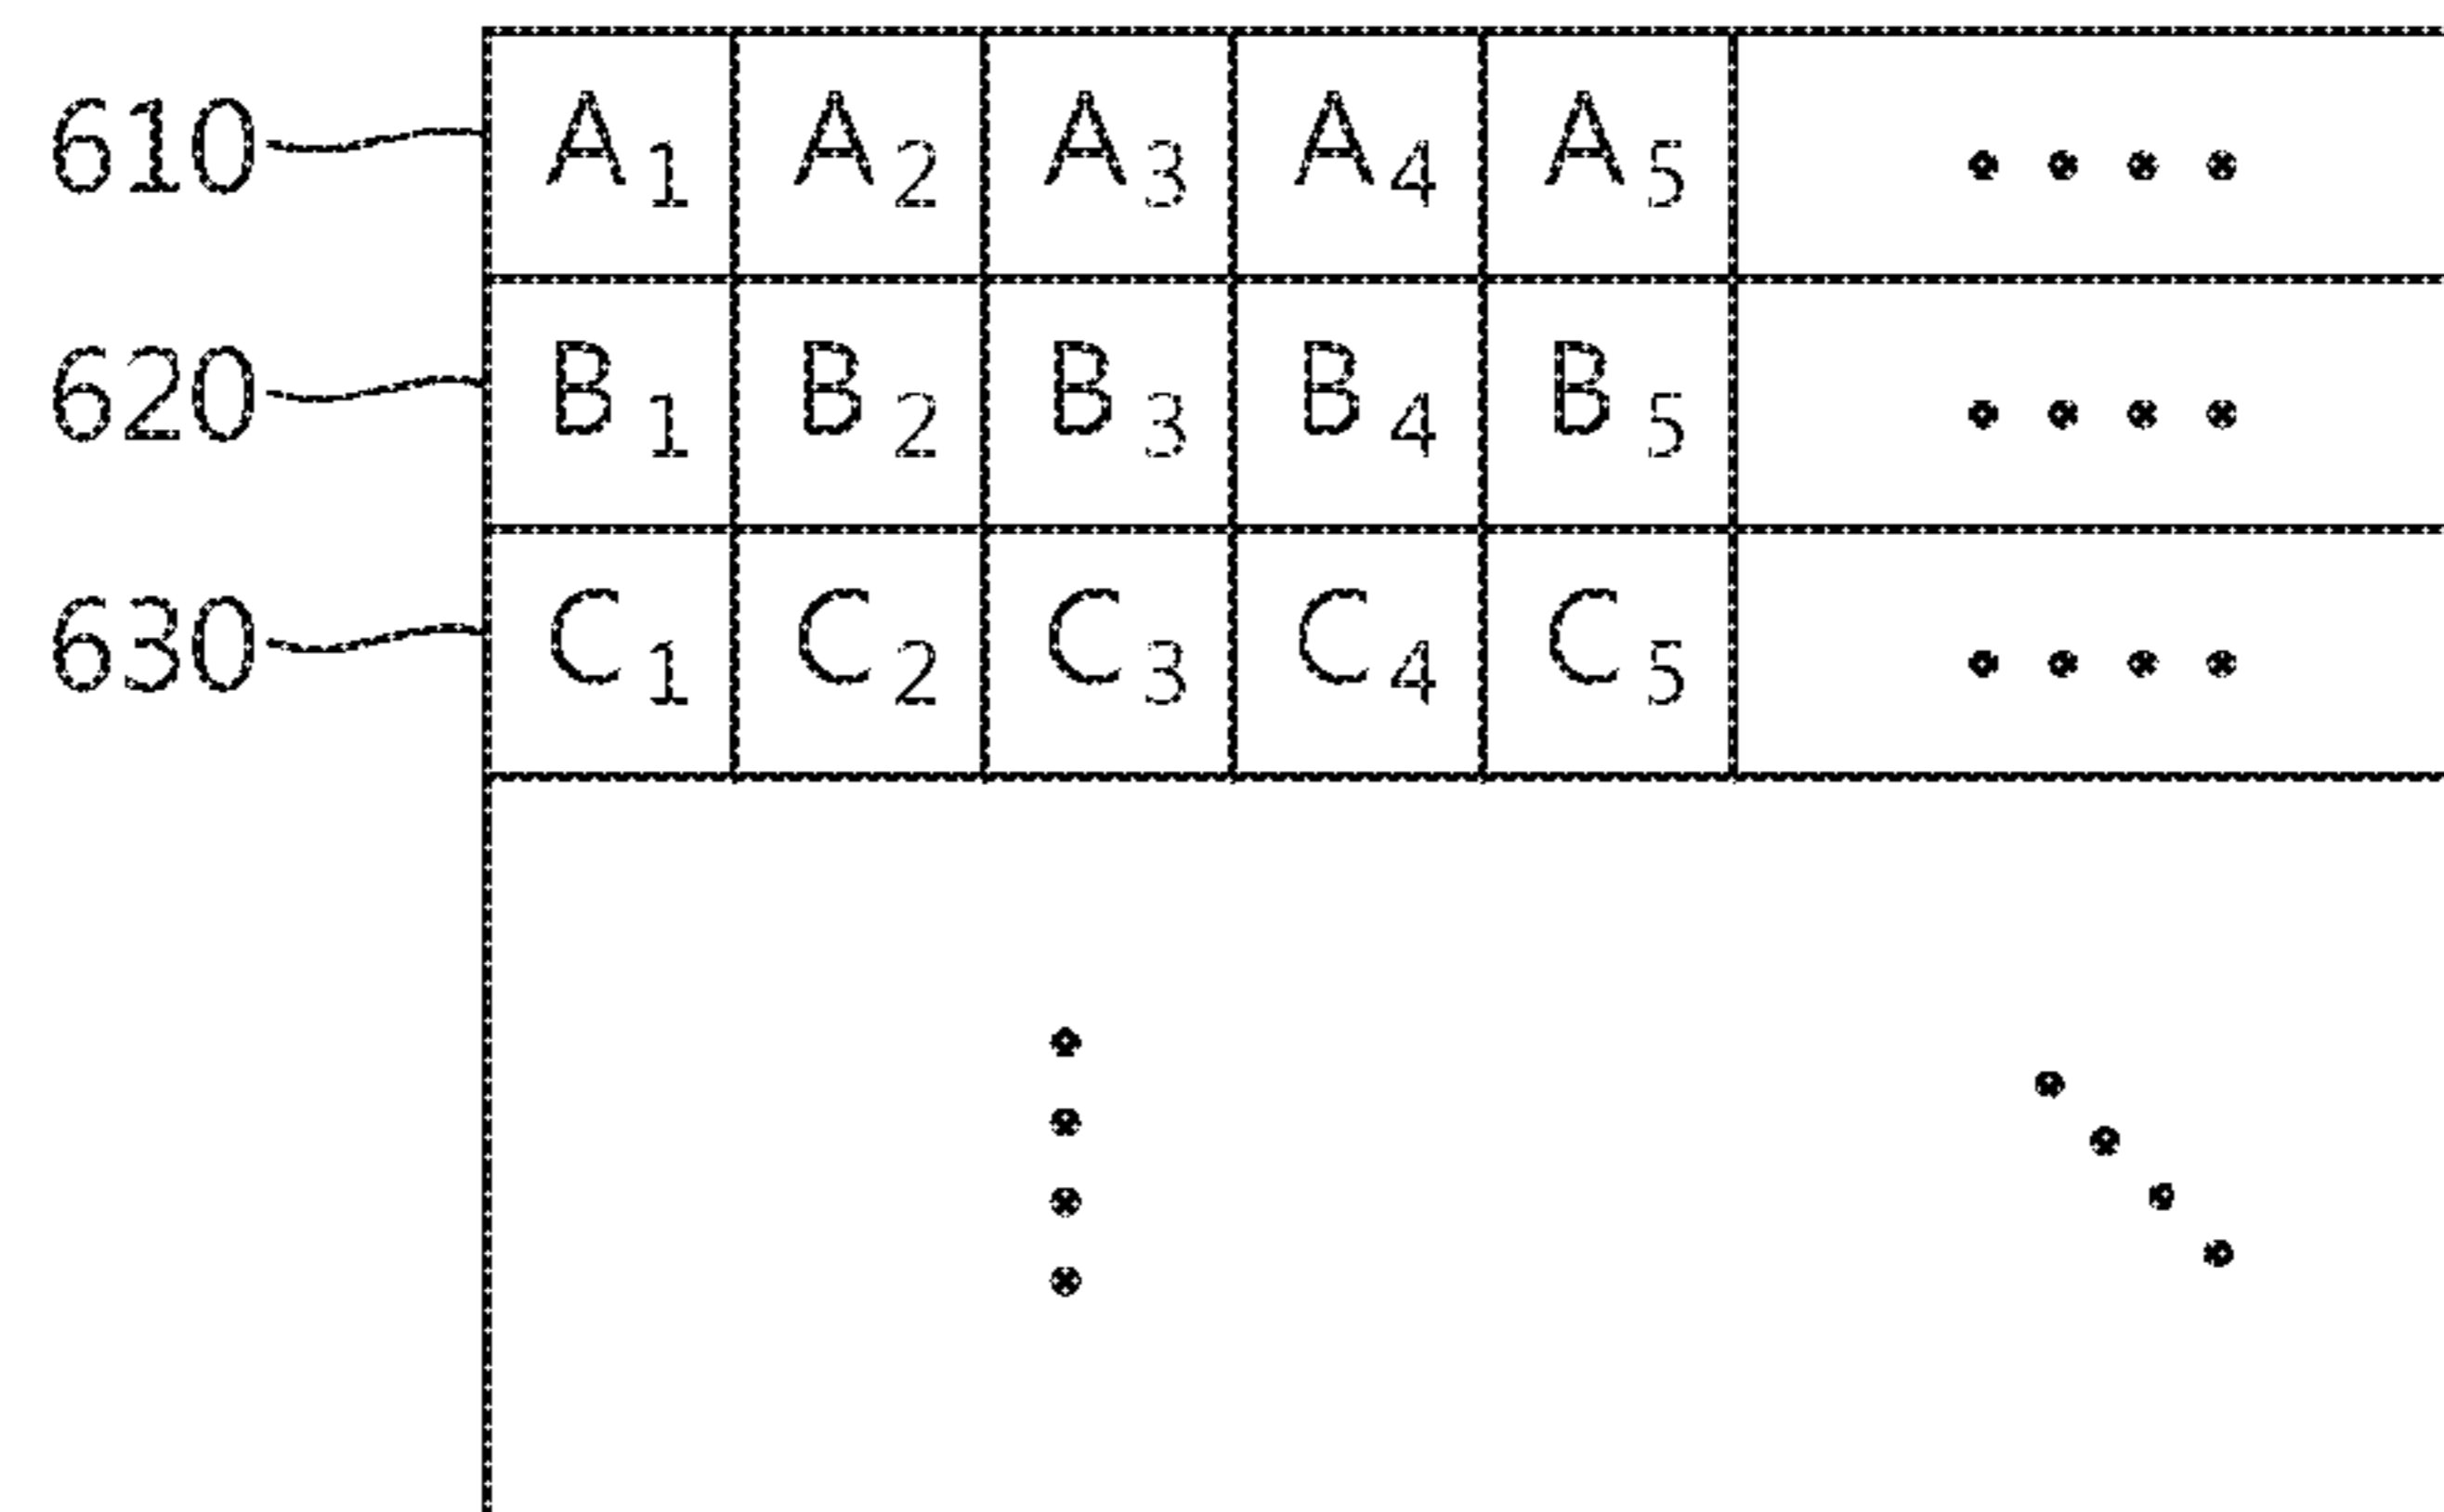 610 A₁ A₂ A₃ A₄ A₅ • • • •
620 B₁ B₂ B₃ B₄ B₅ • • • •
630 C₁ C₂ C₃ C₄ C₅ • • • •